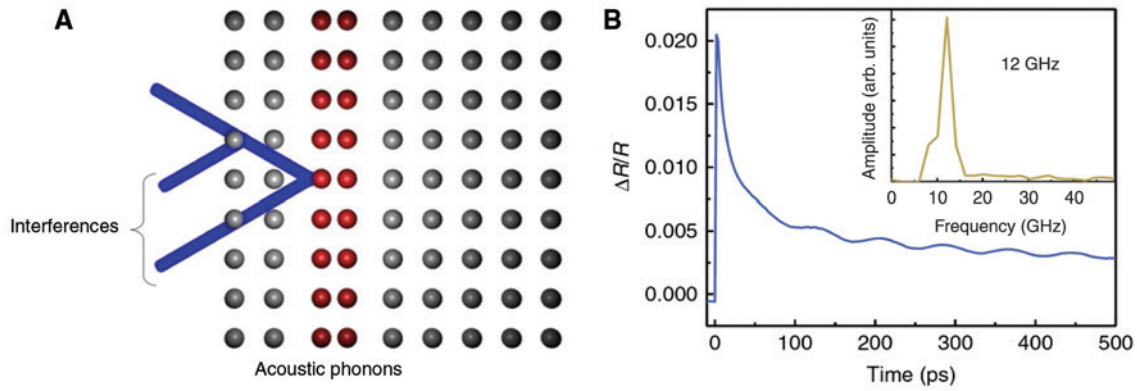 A
Interferences
Acoustic phonons
B
ΔR/R
0.020
0.015
0.010
0.005
0.000
0
100
200
300
400
500
Time (ps)
Amplitude (arb. units)
12 GHz
0
10
20
30
40
Frequency (GHz)